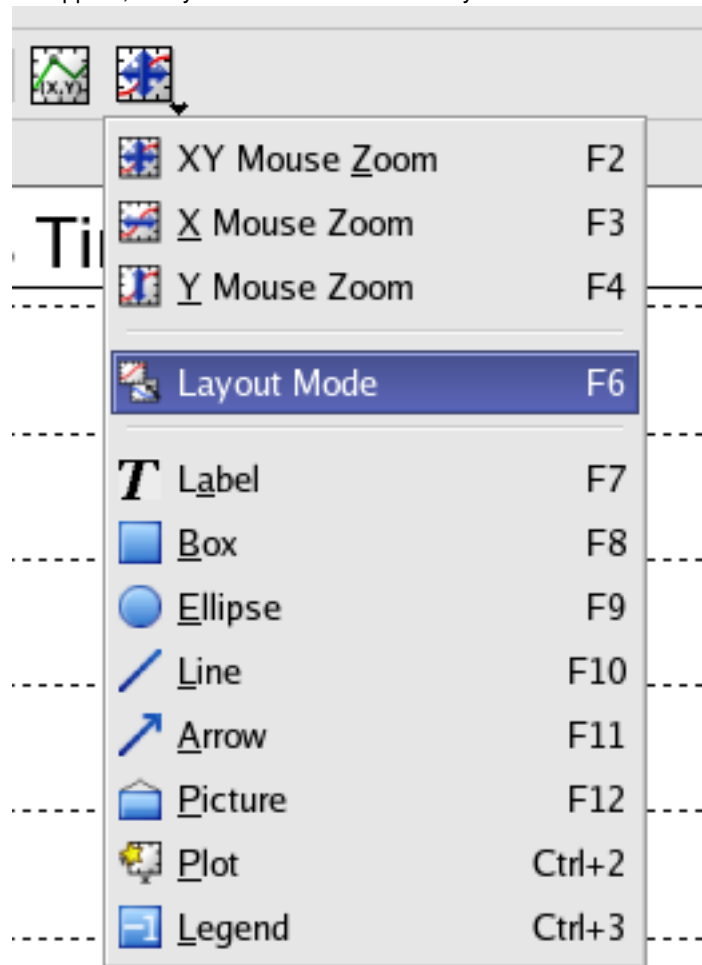 (X,Y)
XY Mouse Zoom F2
Ti
X Mouse Zoom F3
Y Mouse Zoom F4
Layout Mode F6
T Label F7
Box F8
Ellipse F9
Line F10
Arrow F11
Picture F12
Plot Ctrl+2
Legend Ctrl+3